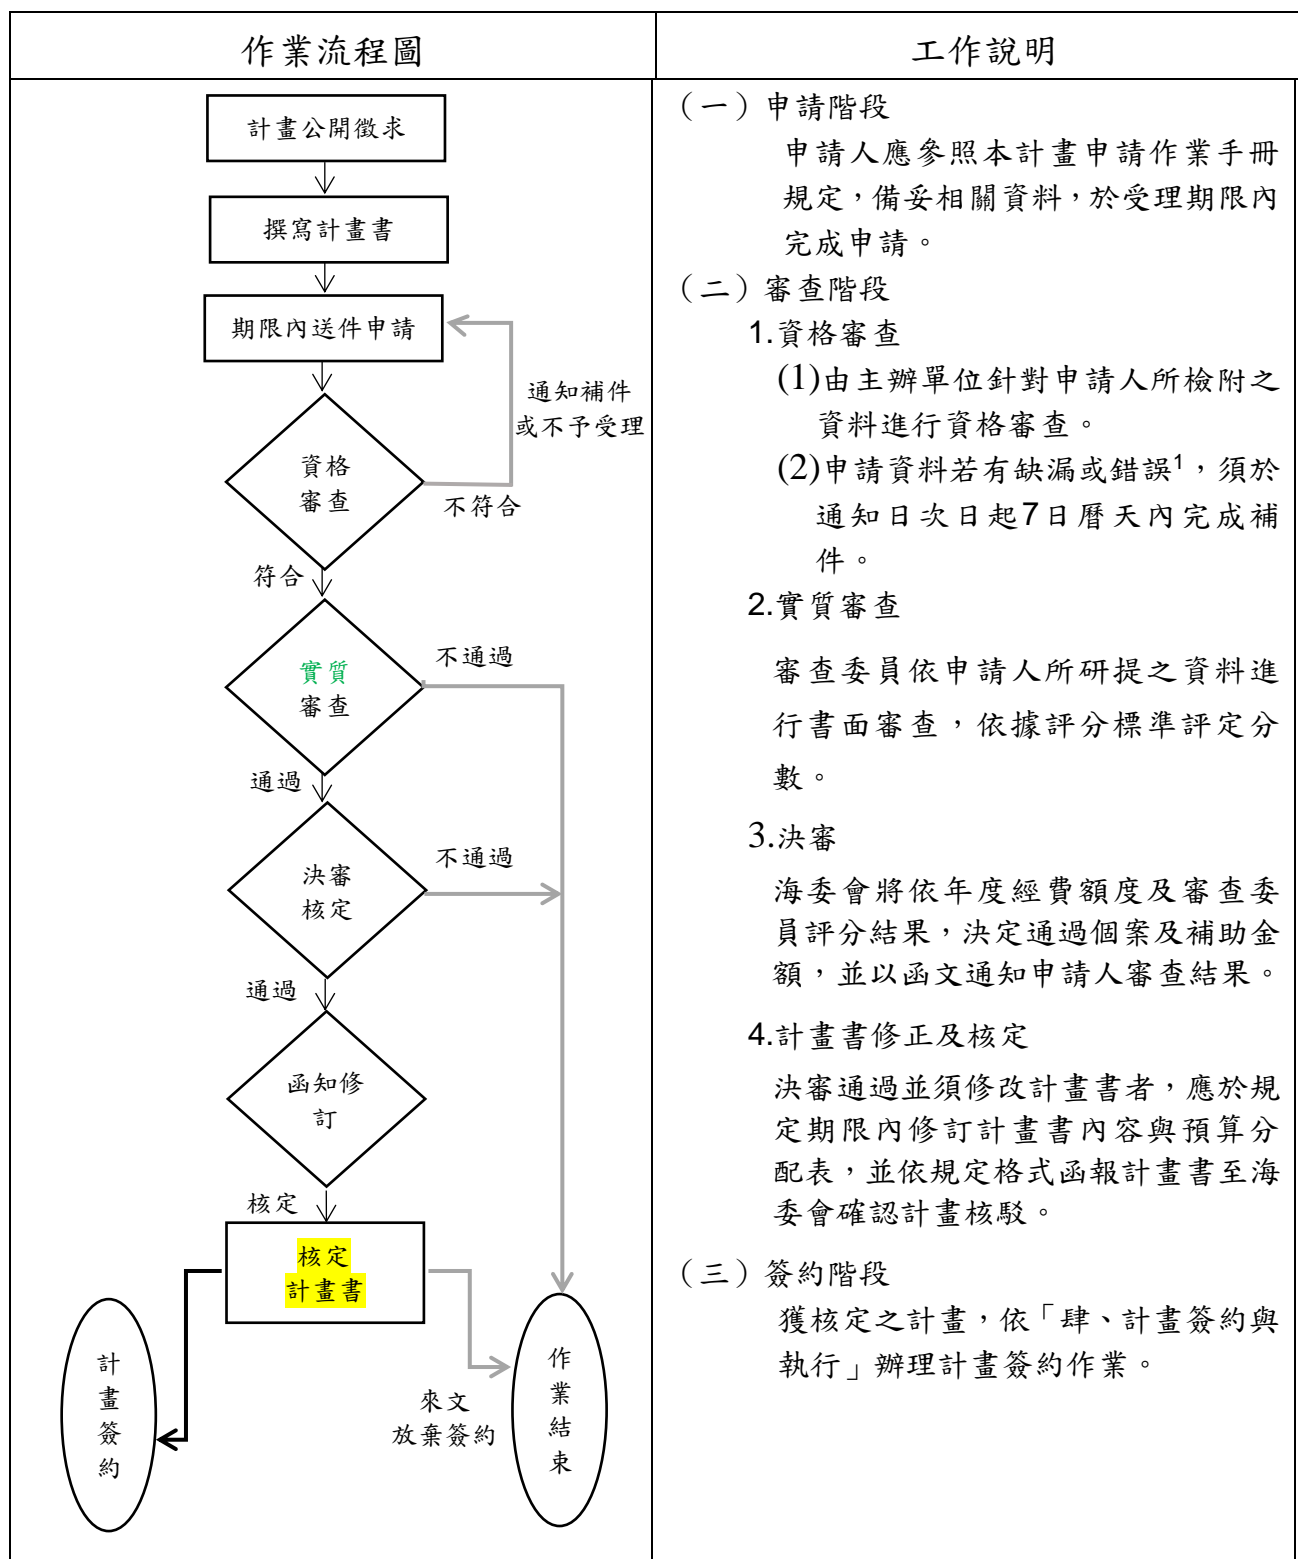 作業流程圖
工作說明
計畫公開徵求
撰寫計畫書
期限內送件申請
通知補件
或不予受理
資格
審查
不符合
符合
實質
審查
不通過
通過
決審
核定
不通過
通過
函知修
訂
核定
核定
計畫書
計
畫
簽
約
來文
放棄簽約
作
業
結
束
（一）申請階段
申請人應參照本計畫申請作業手冊
規定，備妥相關資料，於受理期限內
完成申請。
（二）審查階段
1.資格審查
(1)由主辦單位針對申請人所檢附之
資料進行資格審查。
(2)申請資料若有缺漏或錯誤1，須於
通知日次日起7日曆天內完成補
件。
2.實質審查
審查委員依申請人所研提之資料進
行書面審查，依據評分標準評定分
數。
3.決審
海委會將依年度經費額度及審查委
員評分結果，決定通過個案及補助金
額，並以函文通知申請人審查結果。
4.計畫書修正及核定
決審通過並須修改計畫書者，應於規
定期限內修訂計畫書內容與預算分
配表，並依規定格式函報計畫書至海
委會確認計畫核駁。
（三）簽約階段
獲核定之計畫，依「肆、計畫簽約與
執行」辦理計畫簽約作業。